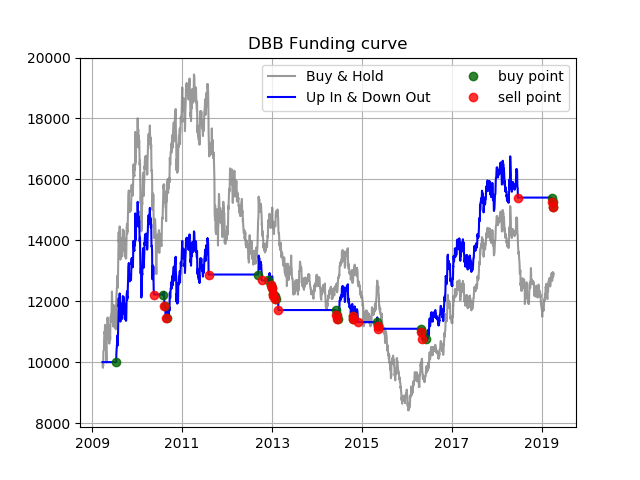 DBB Funding curve
20000
18000
16000
14000
12000
10000
8000
Buy & Hold
Up In & Down Out
buy point
sell point
2009 2011 2013 2015 2017 2019